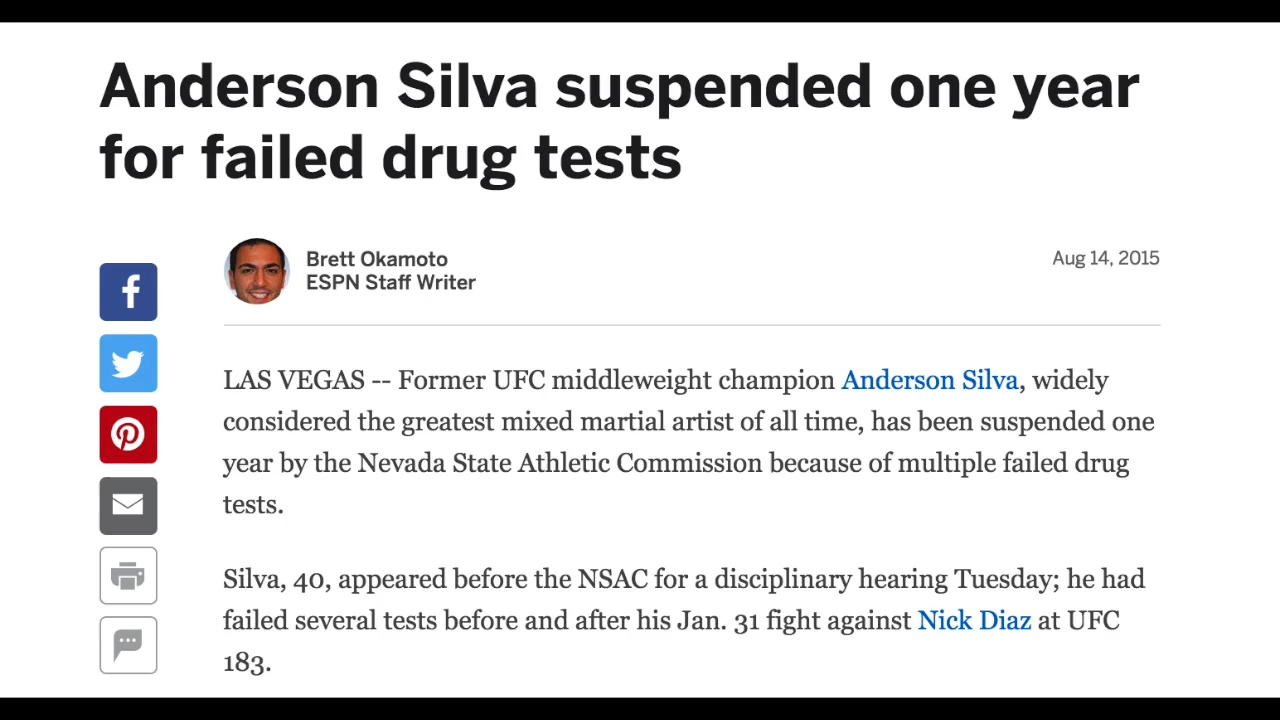 Anderson Silva suspended one year
for failed drug tests
Brett Okamoto
ESPN Staff Writer
Aug 14, 2015
LAS VEGAS -- Former UFC middleweight champion Anderson Silva, widely
considered the greatest mixed martial artist of all time, has been suspended one
year by the Nevada State Athletic Commission because of multiple failed drug
tests.
Silva, 40, appeared before the NSAC for a disciplinary hearing Tuesday; he had
failed several tests before and after his Jan. 31 fight against Nick Diaz at UFC
183.